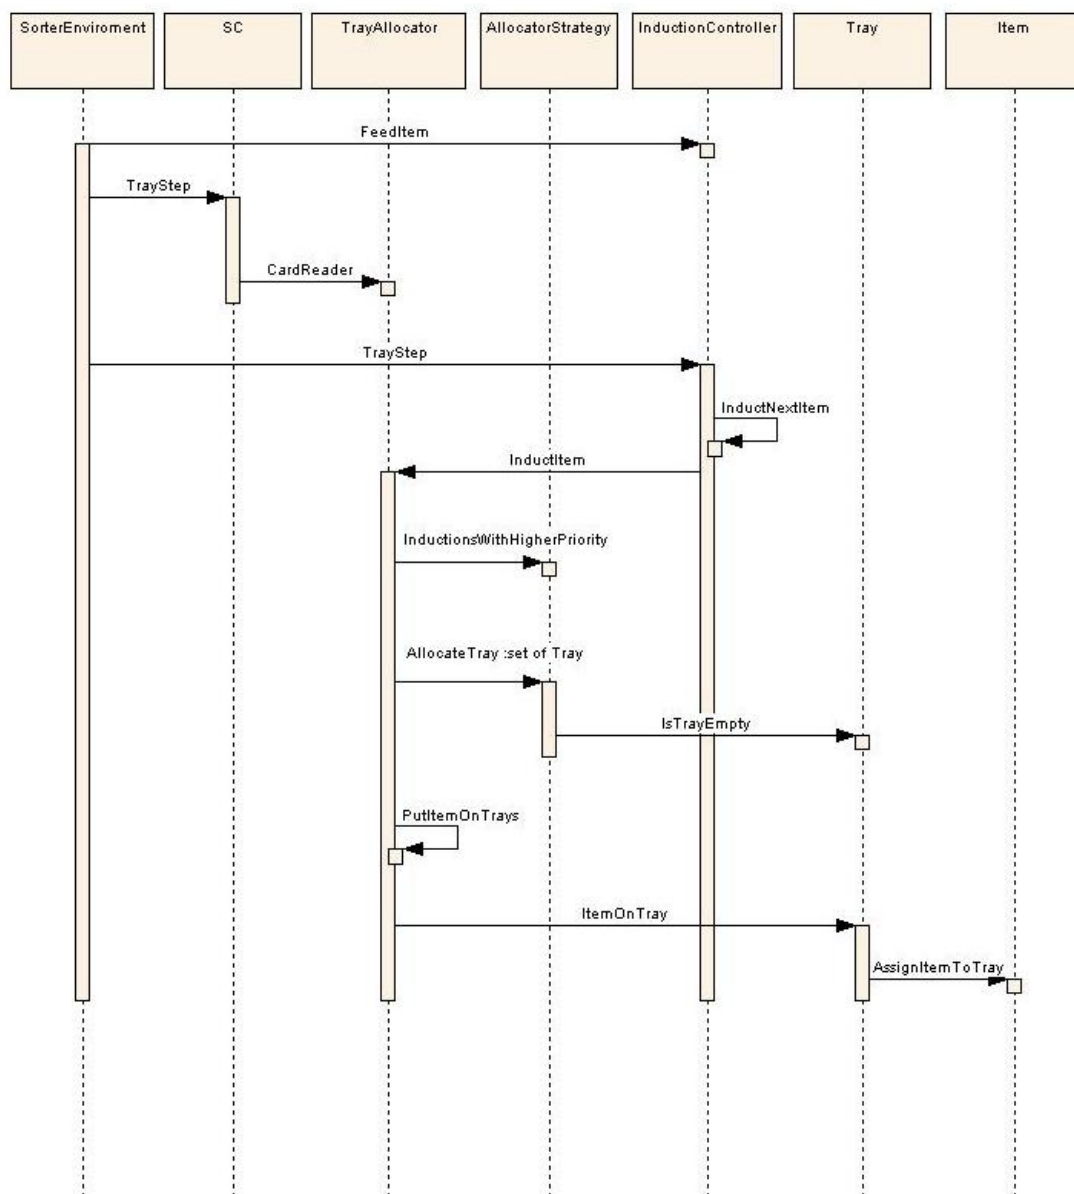 SorterEnviroment
SC
TrayAllocator
AllocatorStrategy
InductionController
Tray
Item
FeedItem
TrayStep
CardReader
TrayStep
InductNextItem
InductItem
InductionsWithHigherPriority
AllocateTray :set of Tray
IsTrayEmpty
PutItemOnTrays
ItemOnTray
AssignItemToTray